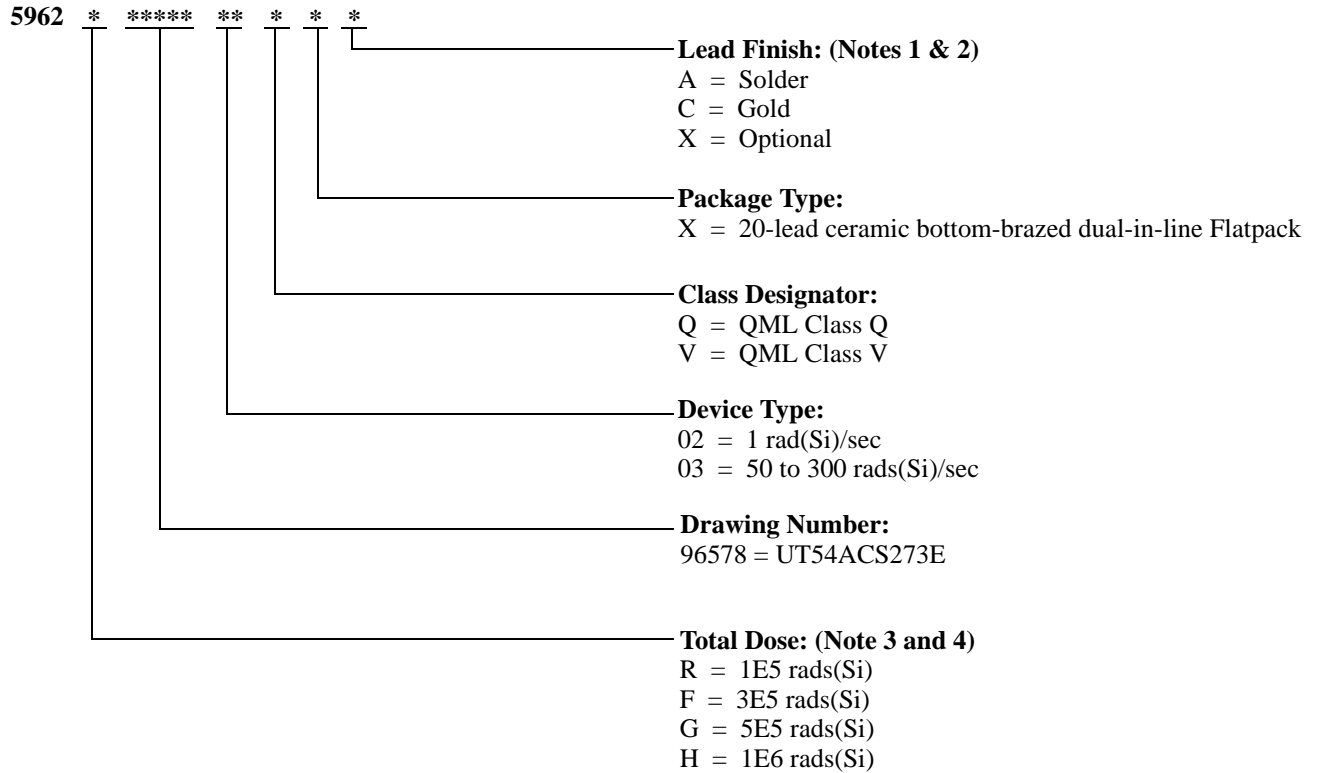 5962 * ***** ** * * *
Lead Finish: (Notes 1 & 2)
A = Solder
C = Gold
X = Optional
Package Type:
X = 20-lead ceramic bottom-brazed dual-in-line Flatpack
Class Designator:
Q = QML Class Q
V = QML Class V
Device Type:
02 = 1 rad(Si)/sec
03 = 50 to 300 rads(Si)/sec
Drawing Number:
96578 = UT54ACS273E
Total Dose: (Note 3 and 4)
R = 1E5 rads(Si)
F = 3E5 rads(Si)
G = 5E5 rads(Si)
H = 1E6 rads(Si)